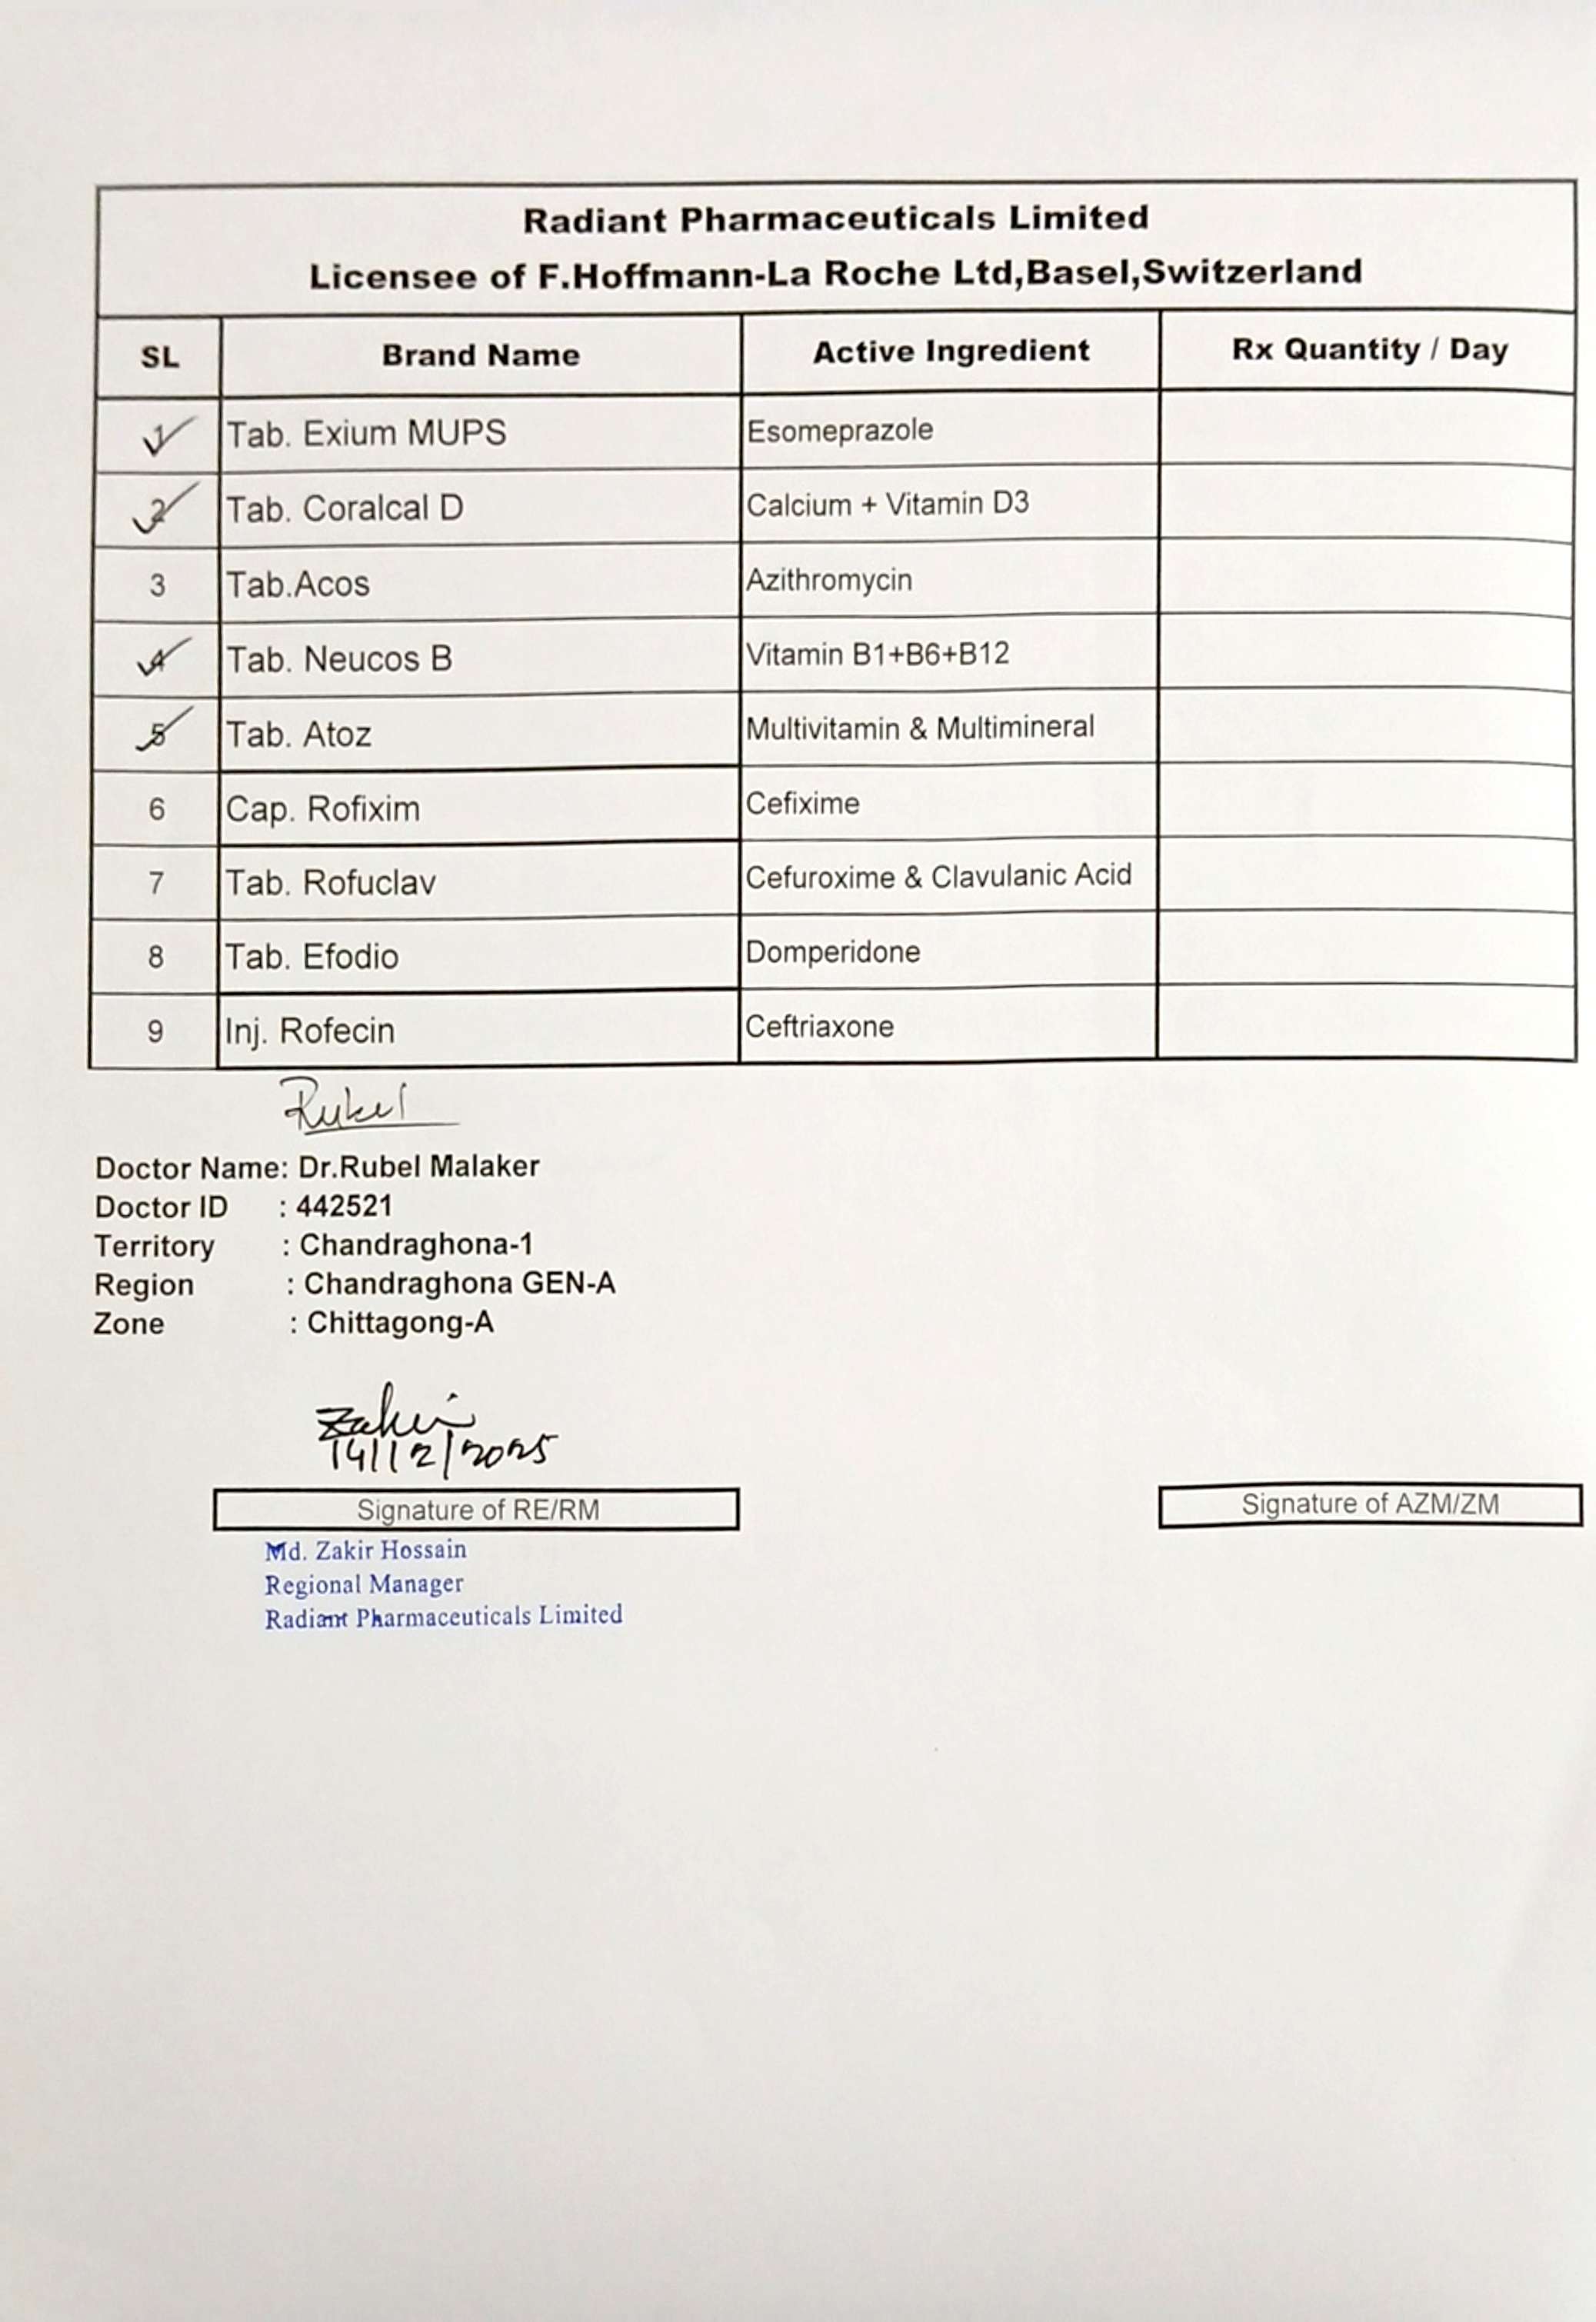 Radiant Pharmaceuticals Limited
Licensee of F.Hoffmann-La Roche Ltd,Basel,Switzerland
SL Brand Name Active Ingredient Rx Quantity / Day
1 Tab. Exium MUPS Esomeprazole
2 Tab. Coralcal D Calcium + Vitamin D3
3 Tab.Acos Azithromycin
4 Tab. Neucos B Vitamin B1+B6+B12
5 Tab. Atoz Multivitamin & Multimineral
6 Cap. Rofixim Cefixime
7 Tab. Rofuclav Cefuroxime & Clavulanic Acid
8 Tab. Efodio Domperidone
9 Inj. Rofecin Ceftriaxone
Rubel
Doctor Name: Dr.Rubel Malaker
Doctor ID : 442521
Territory : Chandraghona-1
Region : Chandraghona GEN-A
Zone : Chittagong-A
Zakir
14/12/2025
Signature of RE/RM Signature of AZM/ZM
Md. Zakir Hossain
Regional Manager
Radiant Pharmaceuticals Limited